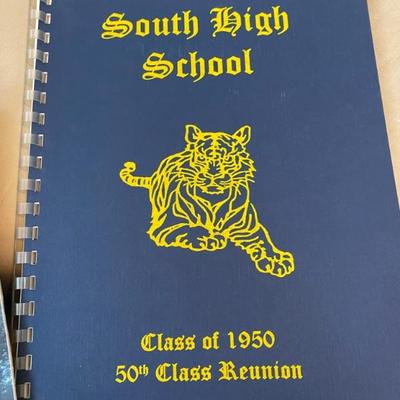 South High
School
Class of 1950
50th Class Reunion